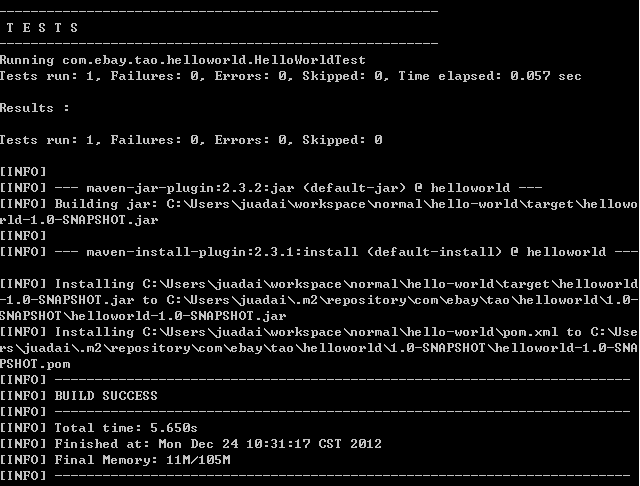 -------------------------------------------------------
 T E S T S
-------------------------------------------------------
Running com.ebay.tao.helloworld.HelloWorldTest
Tests run: 1, Failures: 0, Errors: 0, Skipped: 0, Time elapsed: 0.057 sec

Results :

Tests run: 1, Failures: 0, Errors: 0, Skipped: 0

[INFO]
[INFO] --- maven-jar-plugin:2.3.2:jar (default-jar) @ helloworld ---
[INFO] Building jar: C:\Users\juadai\workspace\normal\hello-world\target\hellowo
rld-1.0-SNAPSHOT.jar
[INFO]
[INFO] --- maven-install-plugin:2.3.1:install (default-install) @ helloworld ---

[INFO] Installing C:\Users\juadai\workspace\normal\hello-world\target\helloworld
-1.0-SNAPSHOT.jar to C:\Users\juadai\.m2\repository\com\ebay\tao\helloworld\1.0-
SNAPSHOT\helloworld-1.0-SNAPSHOT.jar
[INFO] Installing C:\Users\juadai\workspace\normal\hello-world\pom.xml to C:\Use
rs\juadai\.m2\repository\com\ebay\tao\helloworld\1.0-SNAPSHOT\helloworld-1.0-SNA
PSHOT.pom
[INFO] ------------------------------------------------------------------------
[INFO] BUILD SUCCESS
[INFO] ------------------------------------------------------------------------
[INFO] Total time: 5.650s
[INFO] Finished at: Mon Dec 24 10:31:17 CST 2012
[INFO] Final Memory: 11M/105M
[INFO] ------------------------------------------------------------------------